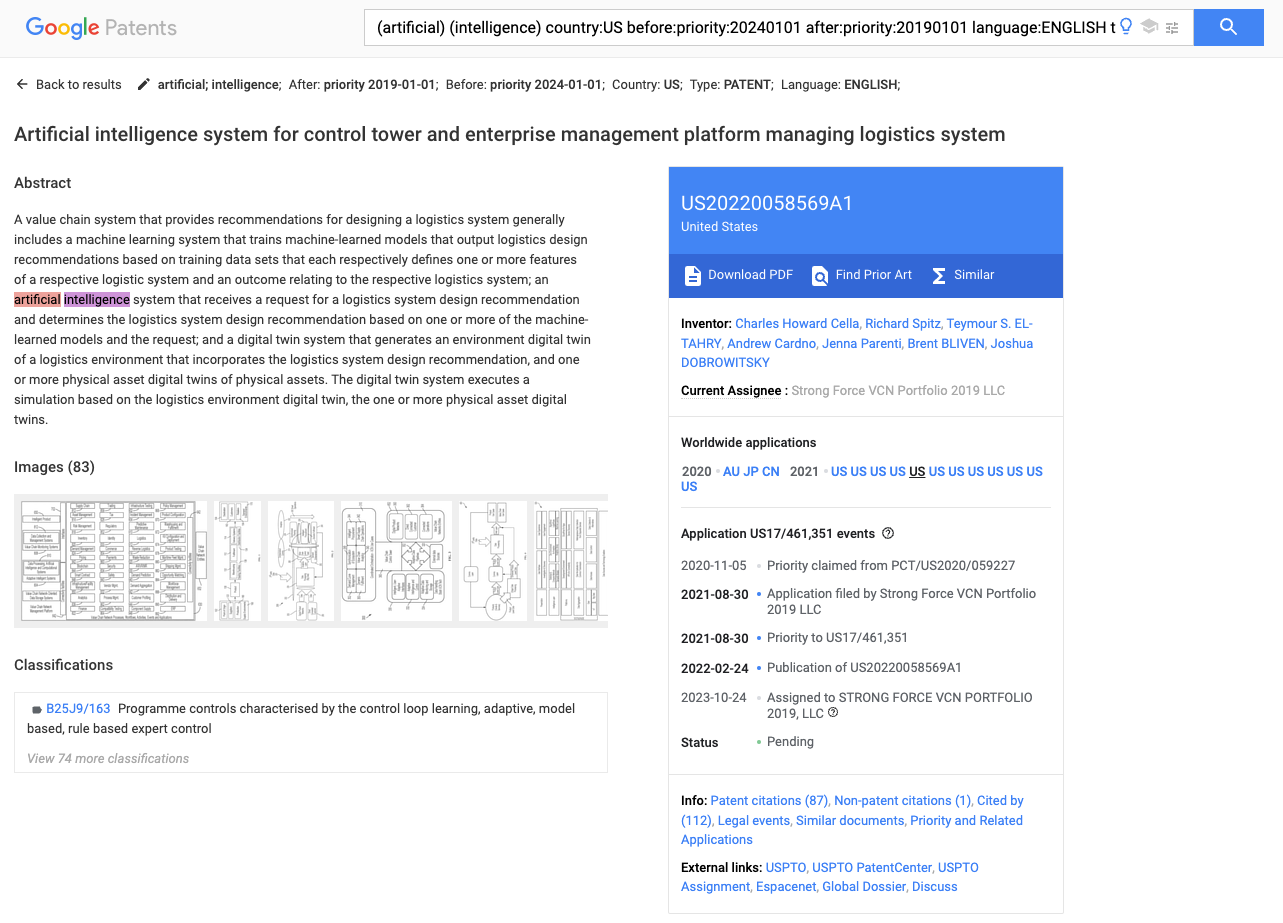 Google Patents
(artificial) (intelligence) country:US before:priority:20240101 after:priority:20190101 language:ENGLISH t
Back to results artificial; intelligence; After: priority 2019-01-01; Before: priority 2024-01-01; Country: US; Type: PATENT; Language: ENGLISH;
Artificial intelligence system for control tower and enterprise management platform managing logistics system
Abstract
A value chain system that provides recommendations for designing a logistics system generally
includes a machine learning system that trains machine-learned models that output logistics design
recommendations based on training data sets that each respectively defines one or more features
of a respective logistic system and an outcome relating to the respective logistics system; an
artificial intelligence system that receives a request for a logistics system design recommendation
and determines the logistics system design recommendation based on one or more of the machine-
learned models and the request; and a digital twin system that generates an environment digital twin
of a logistics environment that incorporates the logistics system design recommendation, and one
or more physical asset digital twins of physical assets. The digital twin system executes a
simulation based on the logistics environment digital twin, the one or more physical asset digital
twins.
Images (83)
Classifications
B25J9/163 Programme controls characterised by the control loop learning, adaptive, model
based, rule based expert control
View 74 more classifications
US20220058569A1
United States
Download PDF Find Prior Art Similar
Inventor: Charles Howard Cella, Richard Spitz, Teymour S. EL-
TAHRY, Andrew Cardno, Jenna Parenti, Brent BLIVEN, Joshua
DOBROWITSKY
Current Assignee : Strong Force VCN Portfolio 2019 LLC
Worldwide applications
2020 AU JP CN 2021 US US US US US US US US US US US
US
Application US17/461,351 events
2020-11-05 Priority claimed from PCT/US2020/059227
2021-08-30 Application filed by Strong Force VCN Portfolio
2019 LLC
2021-08-30 Priority to US17/461,351
2022-02-24 Publication of US20220058569A1
2023-10-24 Assigned to STRONG FORCE VCN PORTFOLIO
2019, LLC
Status Pending
Info: Patent citations (87), Non-patent citations (1), Cited by
(112), Legal events, Similar documents, Priority and Related
Applications
External links: USPTO, USPTO PatentCenter, USPTO
Assignment, Espacenet, Global Dossier, Discuss